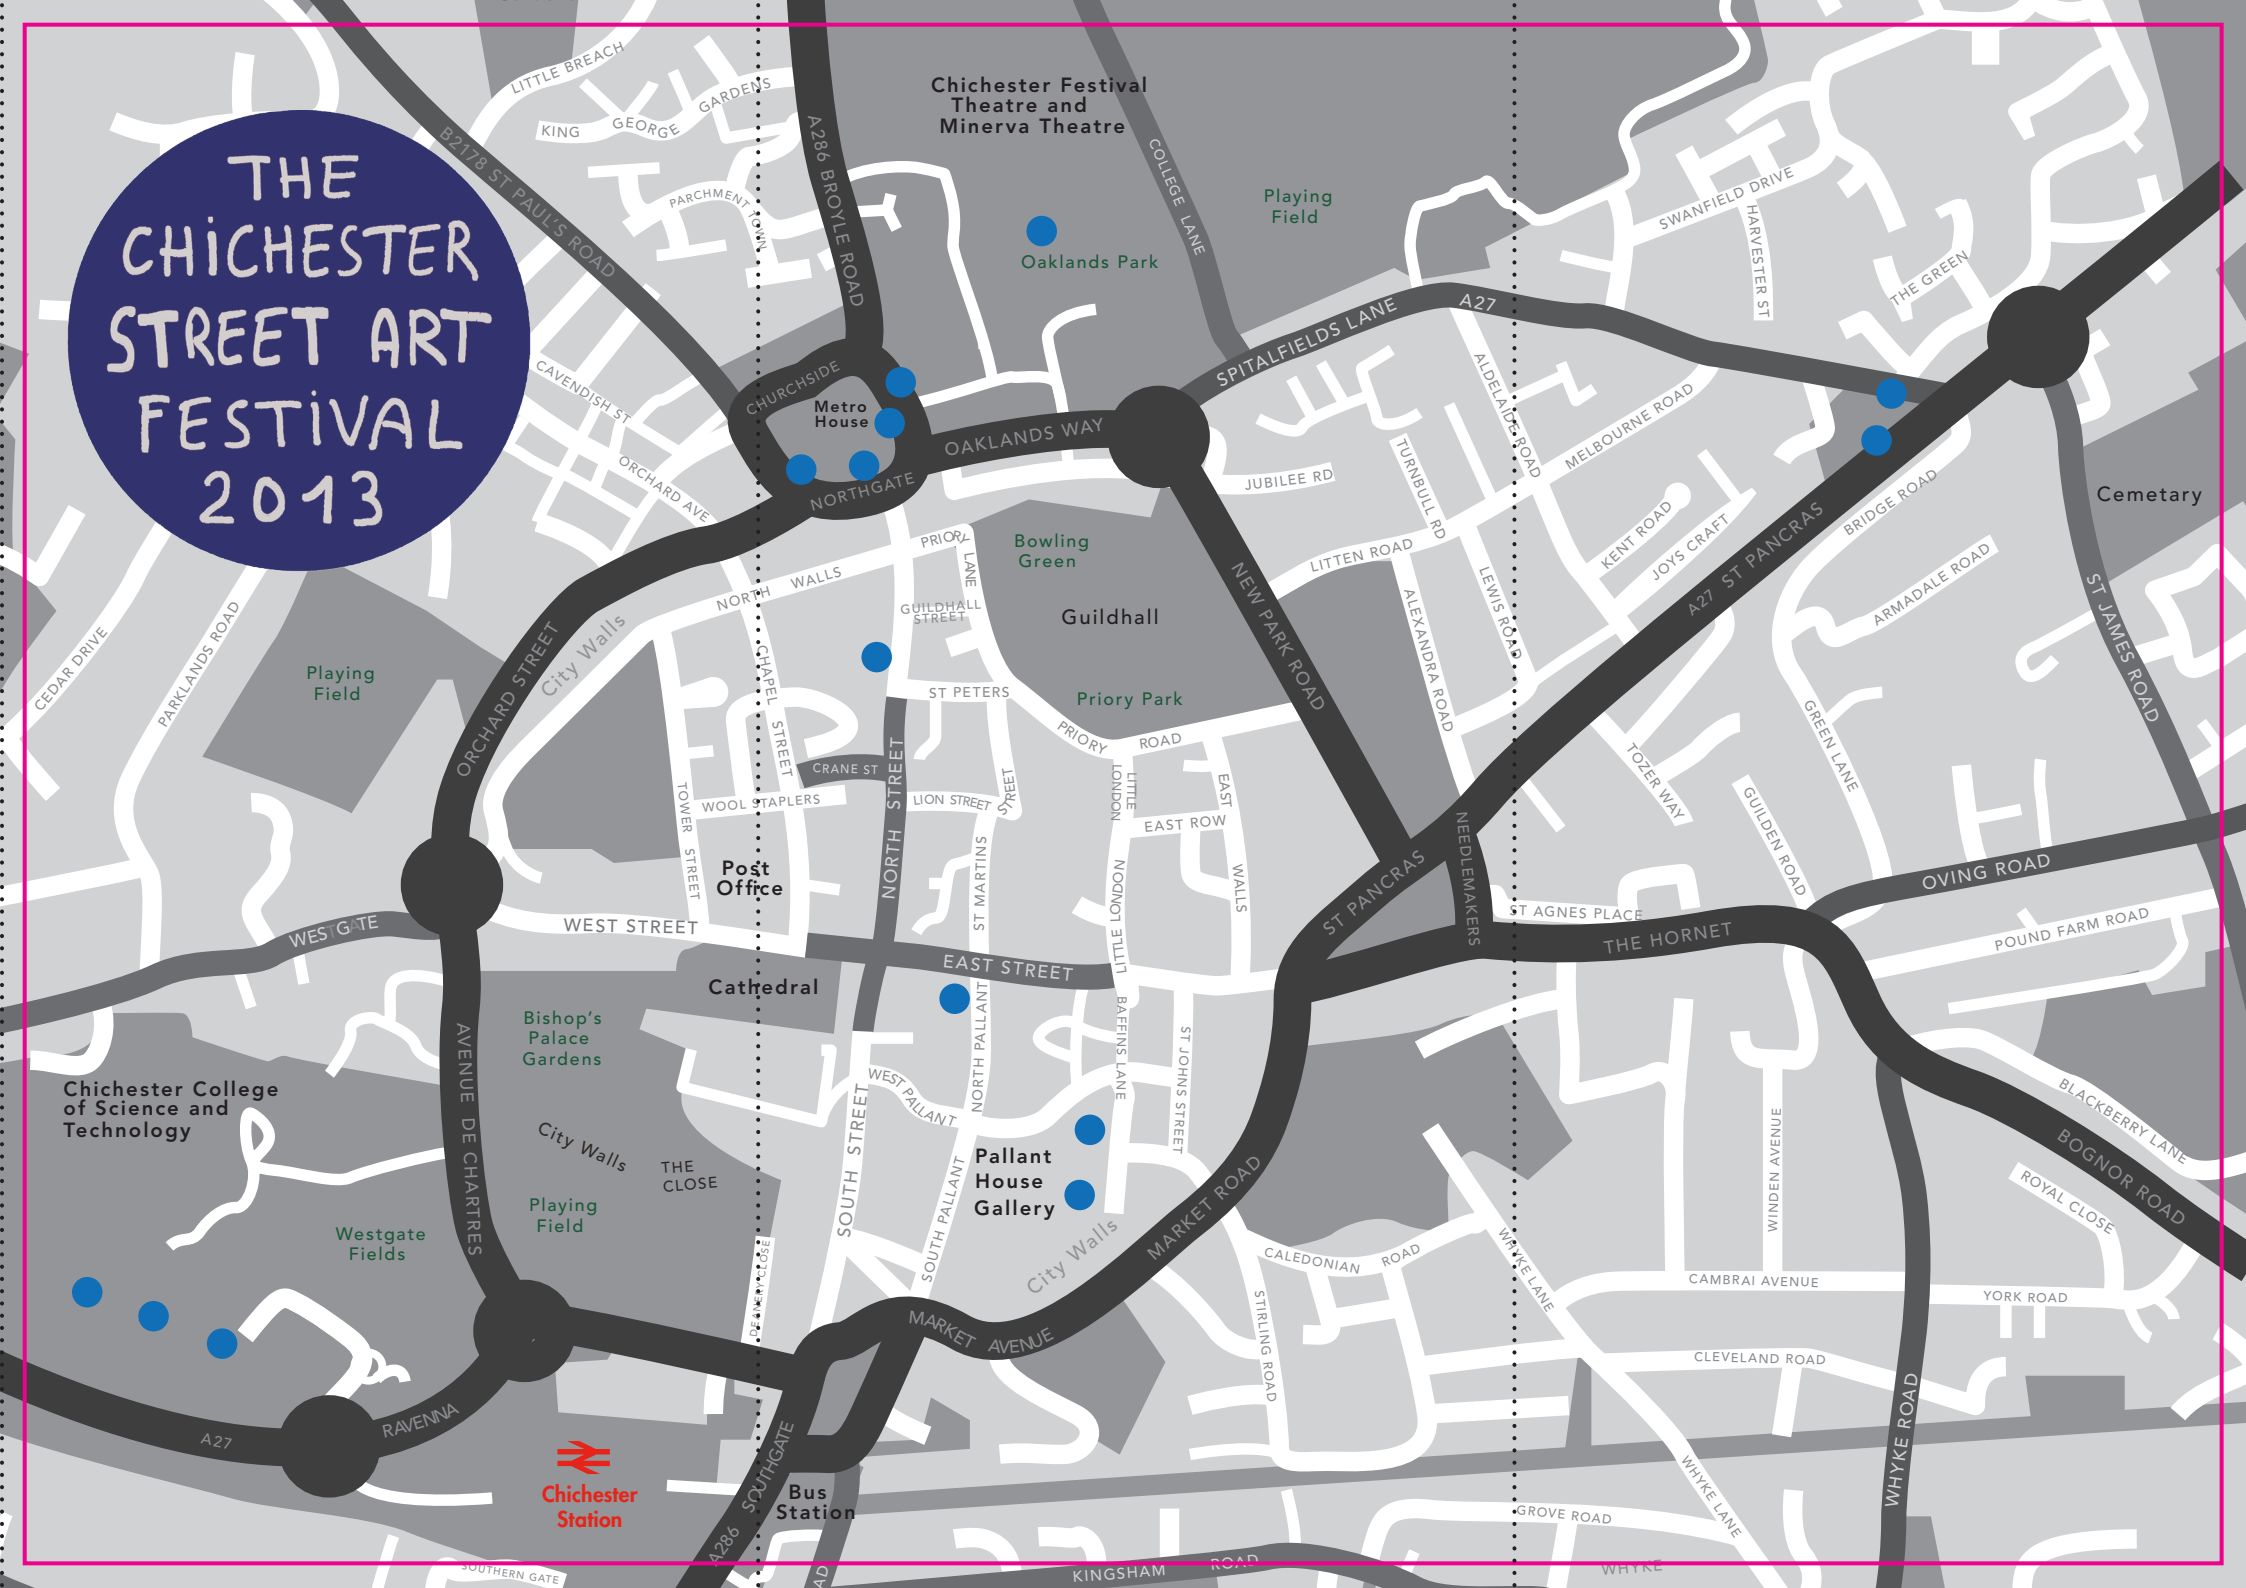 THE
CHiCHESTER
STREET ART
FESTiVAL
2013
LITTLE BREACH
KING GEORGE GARDENS
B2178 ST PAUL'S ROAD
PARCHMENT TOWN
A286 BROYLE ROAD
Chichester Festival
Theatre and
Minerva Theatre
COLLEGE LANE
Playing
Field
Oaklands Park
SWANFIELD DRIVE
HARVESTER ST
THE GREEN
SPITALFIELDS LANE
A27
CHURCHSIDE
Metro
House
NORTHGATE
OAKLANDS WAY
CAVENDISH ST
ORCHARD AVE
JUBILEE RD
ADELAIDE ROAD
MELBOURNE ROAD
TURNBULL RD
Cemetary
KENT ROAD
JOYS CRAFT
BRIDGE ROAD
A27 ST PANCRAS
ARMADALE ROAD
ST JAMES ROAD
PRIORY LANE
Bowling
Green
NORTH WALLS
GUILDHALL
STREET
Guildhall
LITTEN ROAD
LEWIS ROAD
ALEXANDRA ROAD
NEW PARK ROAD
CEDAR DRIVE
PARKLANDS ROAD
Playing
Field
ORCHARD STREET
City Walls
CHAPEL STREET
ST PETERS
Priory Park
PRIORY ROAD
GREEN LANE
TOZER WAY
GUILDEN ROAD
CRANE ST
NORTH STREET
LION STREET
STREET
ST MARTINS
WOOL STAPLERS
TOWER STREET
LITTLE
LONDON
EAST ROW
EAST WALLS
LITTLE LONDON
Post
Office
NEEDLEMAKERS
ST PANCRAS
OVING ROAD
ST AGNES PLACE
THE HORNET
POUND FARM ROAD
WESTGATE
WEST STREET
EAST STREET
Cathedral
Bishop's
Palace
Gardens
AVENUE DE CHARTRES
Chichester College
of Science and
Technology
City Walls
THE
CLOSE
Playing
Field
Westgate
Fields
WEST PALLANT
NORTH PALLANT
BAFFINS LANE
ST JOHNS STREET
SOUTH STREET
SOUTH PALLANT
Pallant
House
Gallery
City Walls
MARKET ROAD
WINDEN AVENUE
BLACKBERRY LANE
BOGNOR ROAD
ROYAL CLOSE
CALEDONIAN ROAD
WHYKE LANE
CAMBRAI AVENUE
YORK ROAD
DEANERY CLOSE
MARKET AVENUE
STIRLING ROAD
CLEVELAND ROAD
WHYKE ROAD
A27
RAVENNA
Chichester
Station
A286 SOUTHGATE
Bus
Station
WHYKE LANE
GROVE ROAD
WHYKE
SOUTHERN GATE
KINGSHAM ROAD